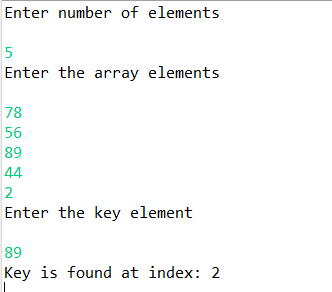 Enter number of elements
5
Enter the array elements
78
56
89
44
2
Enter the key element
89
Key is found at index: 2